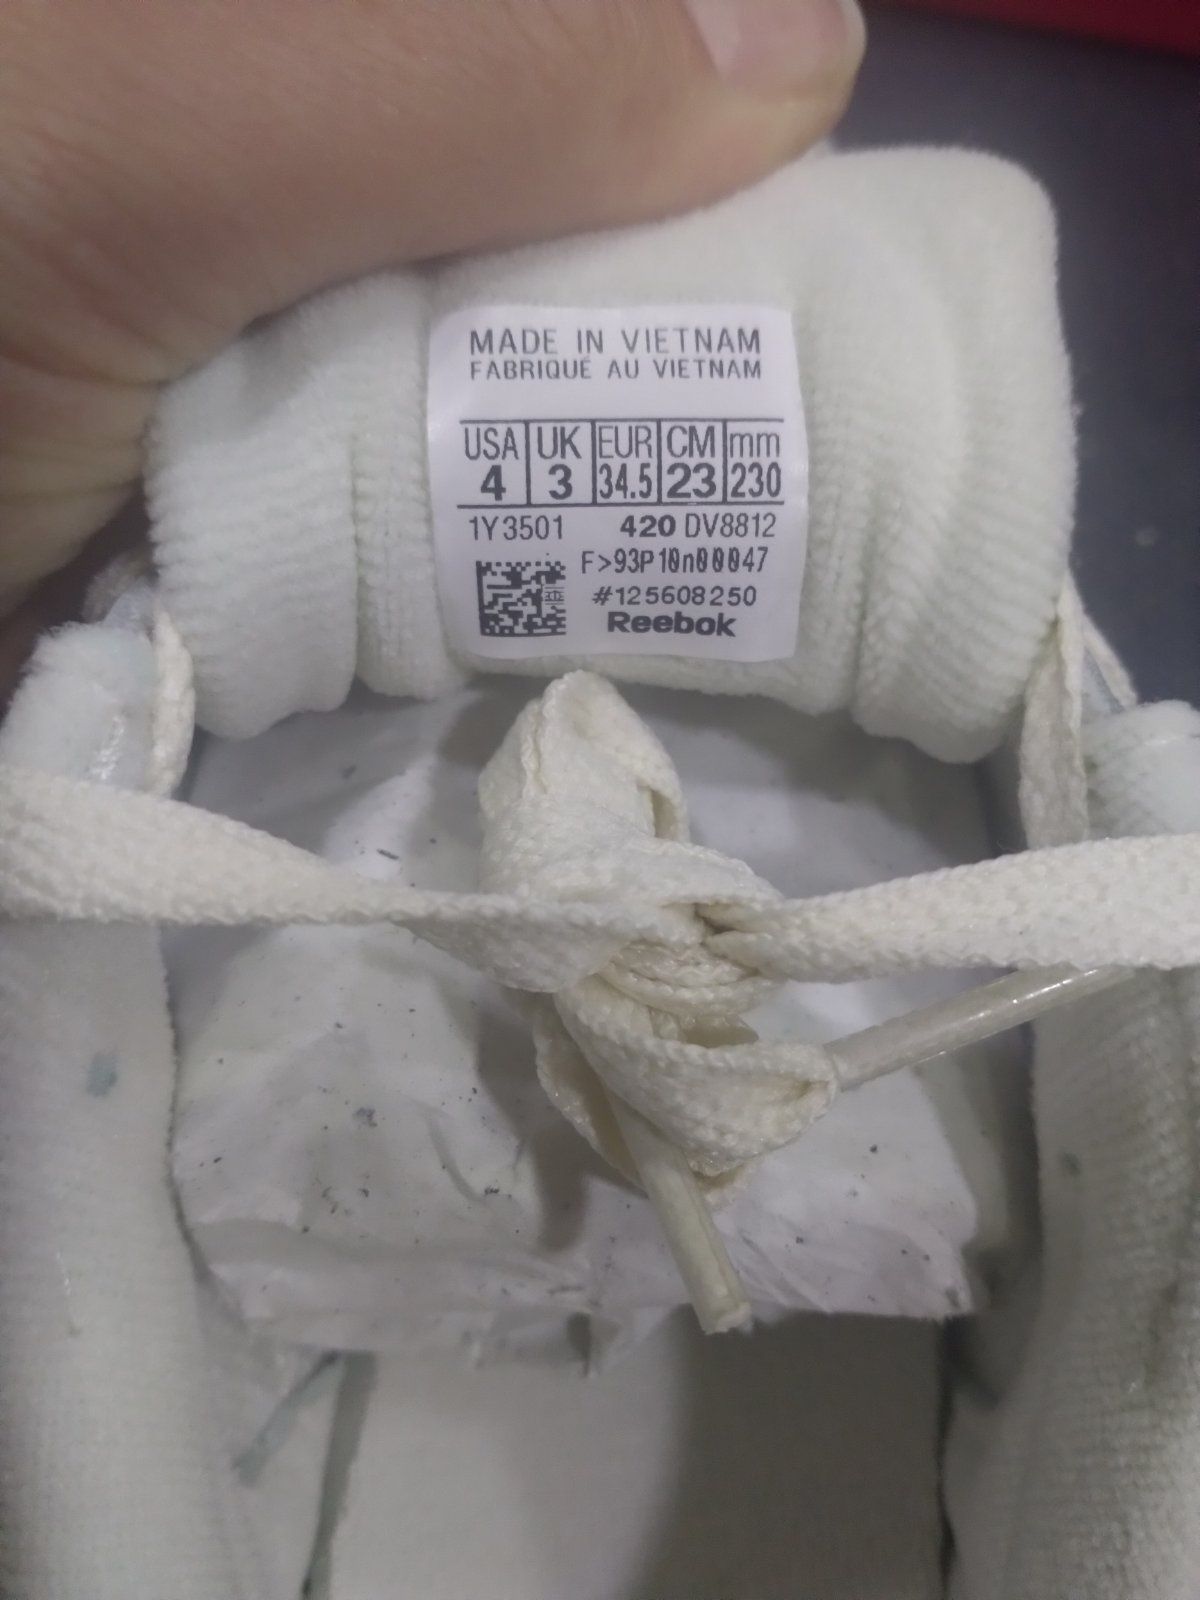 MADE IN VIETNAM
FABRIQUÉ AU VIETNAM
USA UK EUR CM mm
4 3 34.5 23 230
1Y3501 420 DV8812
F>93P10n00047
#125608250
Reebok